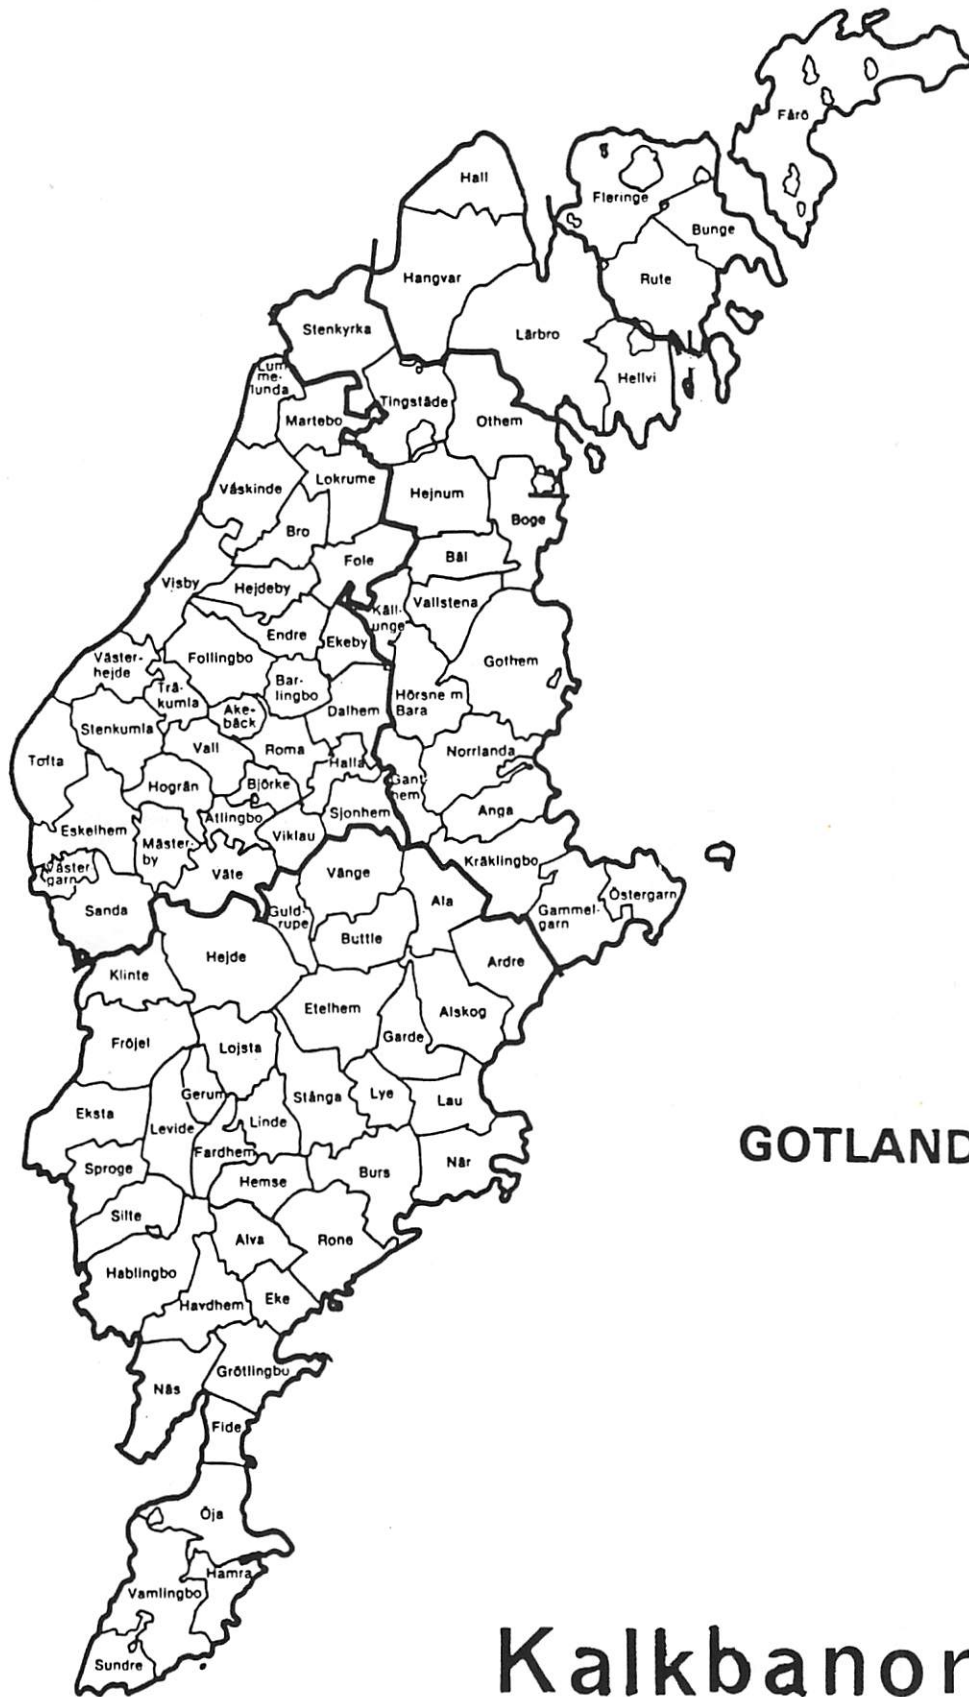 Fårö
Hall
Fleringe
Bunge
Hangvar
Rute
Stenkyrka
Lärbro
Lum-
me-
lunda
Hellvi
Tingstäde
Martebo
Othem
Lokrume
Våskinde
Hejnum
Boge
Bro
Fole
Bäl
Visby
Hejdeby
Käll-
unge
Vallstena
Endre
Ekeby
Follingbo
Gothem
Väster-
hejde
Bar-
lingbo
Trä-
kumla
Hörsne m
Bara
Ake-
bäck
Dalhem
Stenkumla
Vall
Roma
Norrlanda
Tofta
Halla
Gant
hem
Hogrän
Björke
Anga
Sjonhem
Atlingbo
Eskelhem
Viklau
Mäster-
by
Kräklingbo
Väster
garn
Väte
Vänge
Östergarn
Ala
Sanda
Guld-
rupe
Gammel-
garn
Buttle
Hejde
Ardre
Klinte
Etelhem
Alskog
Garde
Fröjel
Lojsta
Gerum
Stånga
Lye
Lau
Eksta
Levide
Linde
GOTLAND
Fardhem
När
Sproge
Burs
Hemse
Silte
Alva
Rone
Hablingbo
Havdhem
Eke
Grötlingbo
Näs
Fide
Öja
Hamra
Vamlingbo
Sundre
Kalkbanor